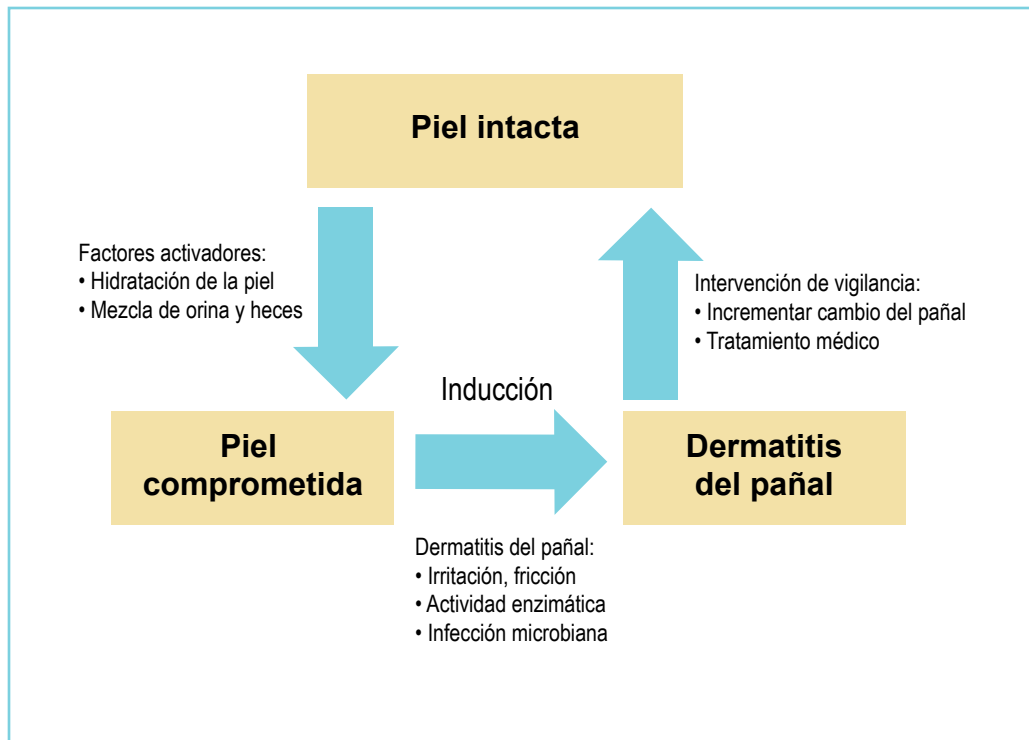 Piel intacta
Factores activadores:
• Hidratación de la piel
• Mezcla de orina y heces
Intervención de vigilancia:
• Incrementar cambio del pañal
• Tratamiento médico
Inducción
Piel
comprometida
Dermatitis
del pañal
Dermatitis del pañal:
• Irritación, fricción
• Actividad enzimática
• Infección microbiana